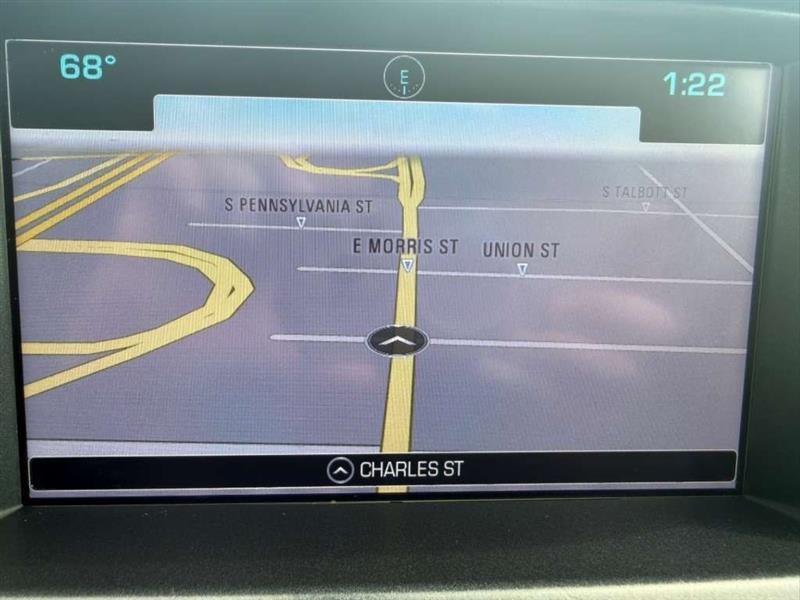 68°
E
1:22
S PENNSYLVANIA ST
S TALBOTT ST
E MORRIS ST
UNION ST
CHARLES ST